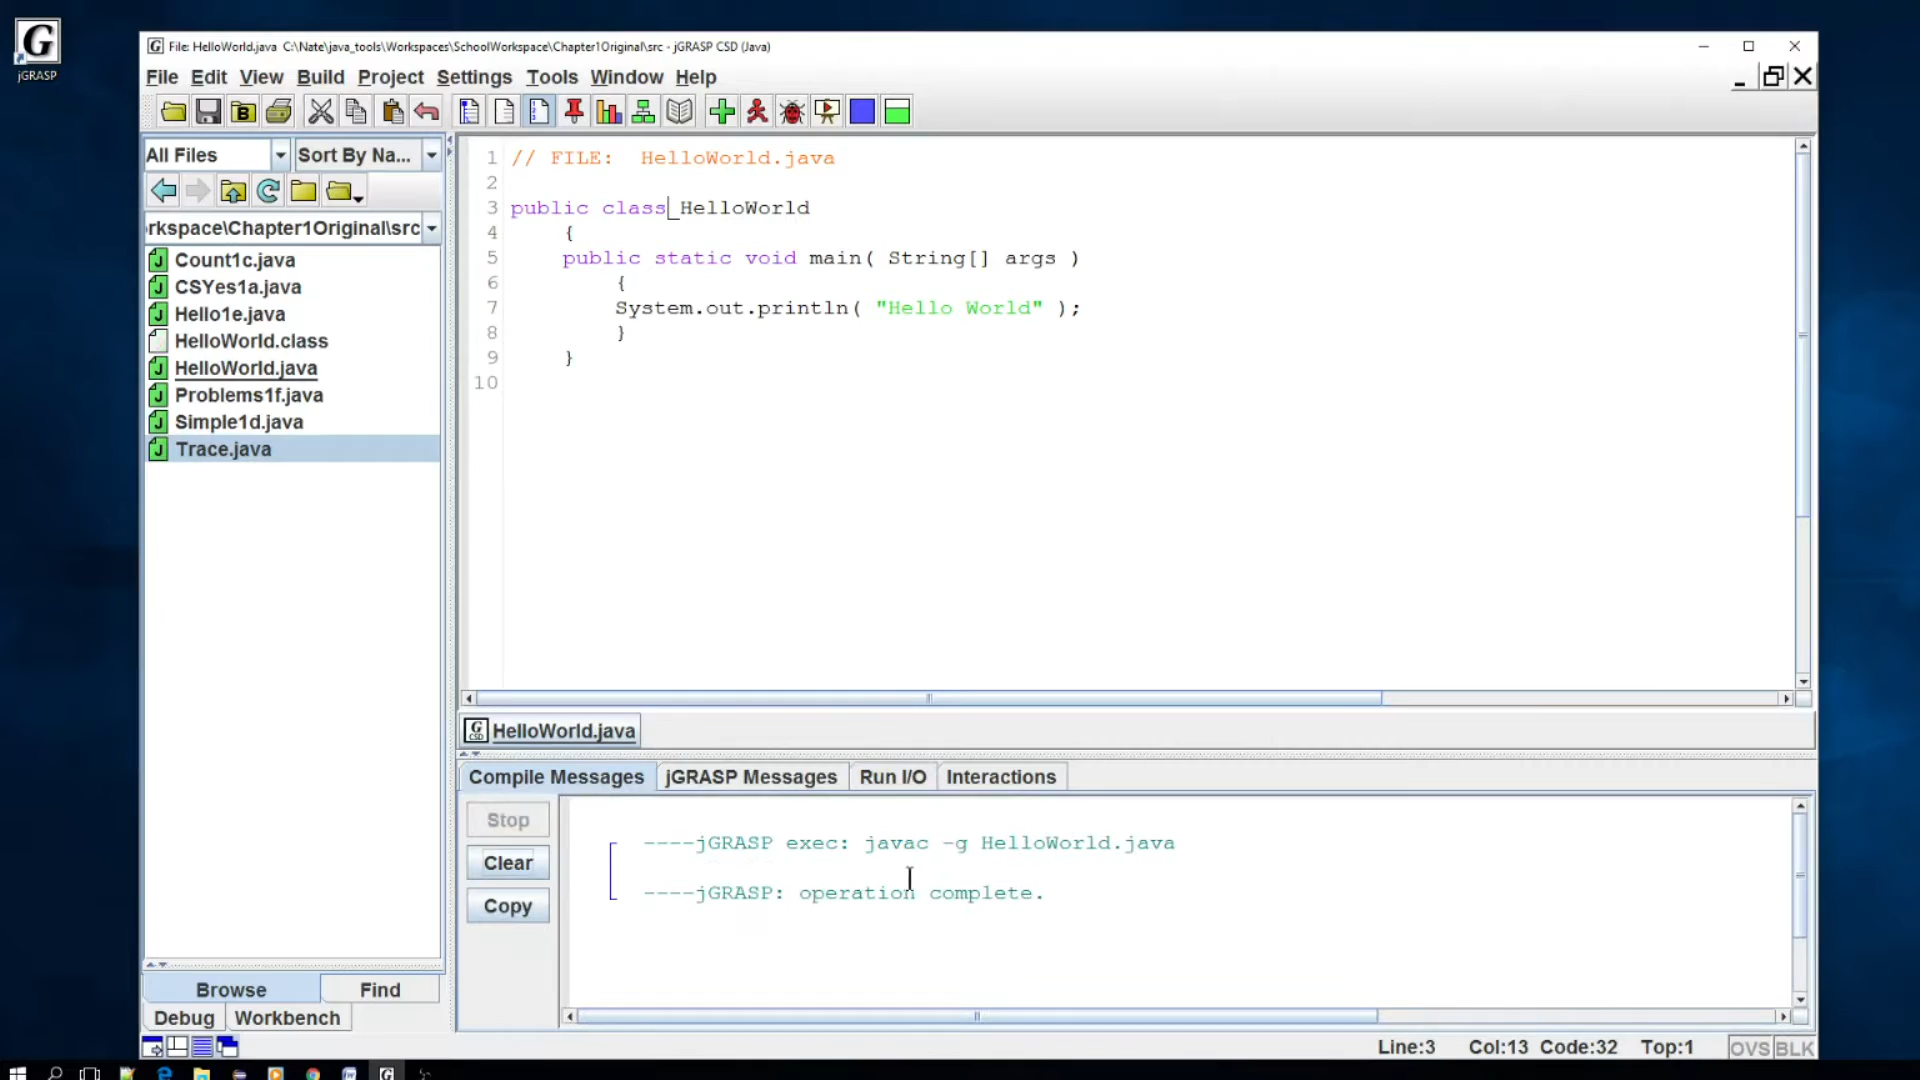 jGRASP
File: HelloWorld.java  C:\Nate\java_tools\Workspaces\SchoolWorkspace\Chapter1Original\src - jGRASP CSD (Java)
File Edit View Build Project Settings Tools Window Help
All Files Sort By Na...
rkspace\Chapter1Original\src
Count1c.java
CSYes1a.java
Hello1e.java
HelloWorld.class
HelloWorld.java
Problems1f.java
Simple1d.java
Trace.java
Browse Find
Debug Workbench
1 // FILE:  HelloWorld.java
2
3 public class HelloWorld
4 {
5 public static void main( String[] args )
6 {
7 System.out.println( "Hello World" );
8 }
9 }
10
HelloWorld.java
Compile Messages jGRASP Messages Run I/O Interactions
Stop
Clear
Copy
----jGRASP exec: javac -g HelloWorld.java
----jGRASP: operation complete.
Line:3 Col:13 Code:32 Top:1 OVS BLK